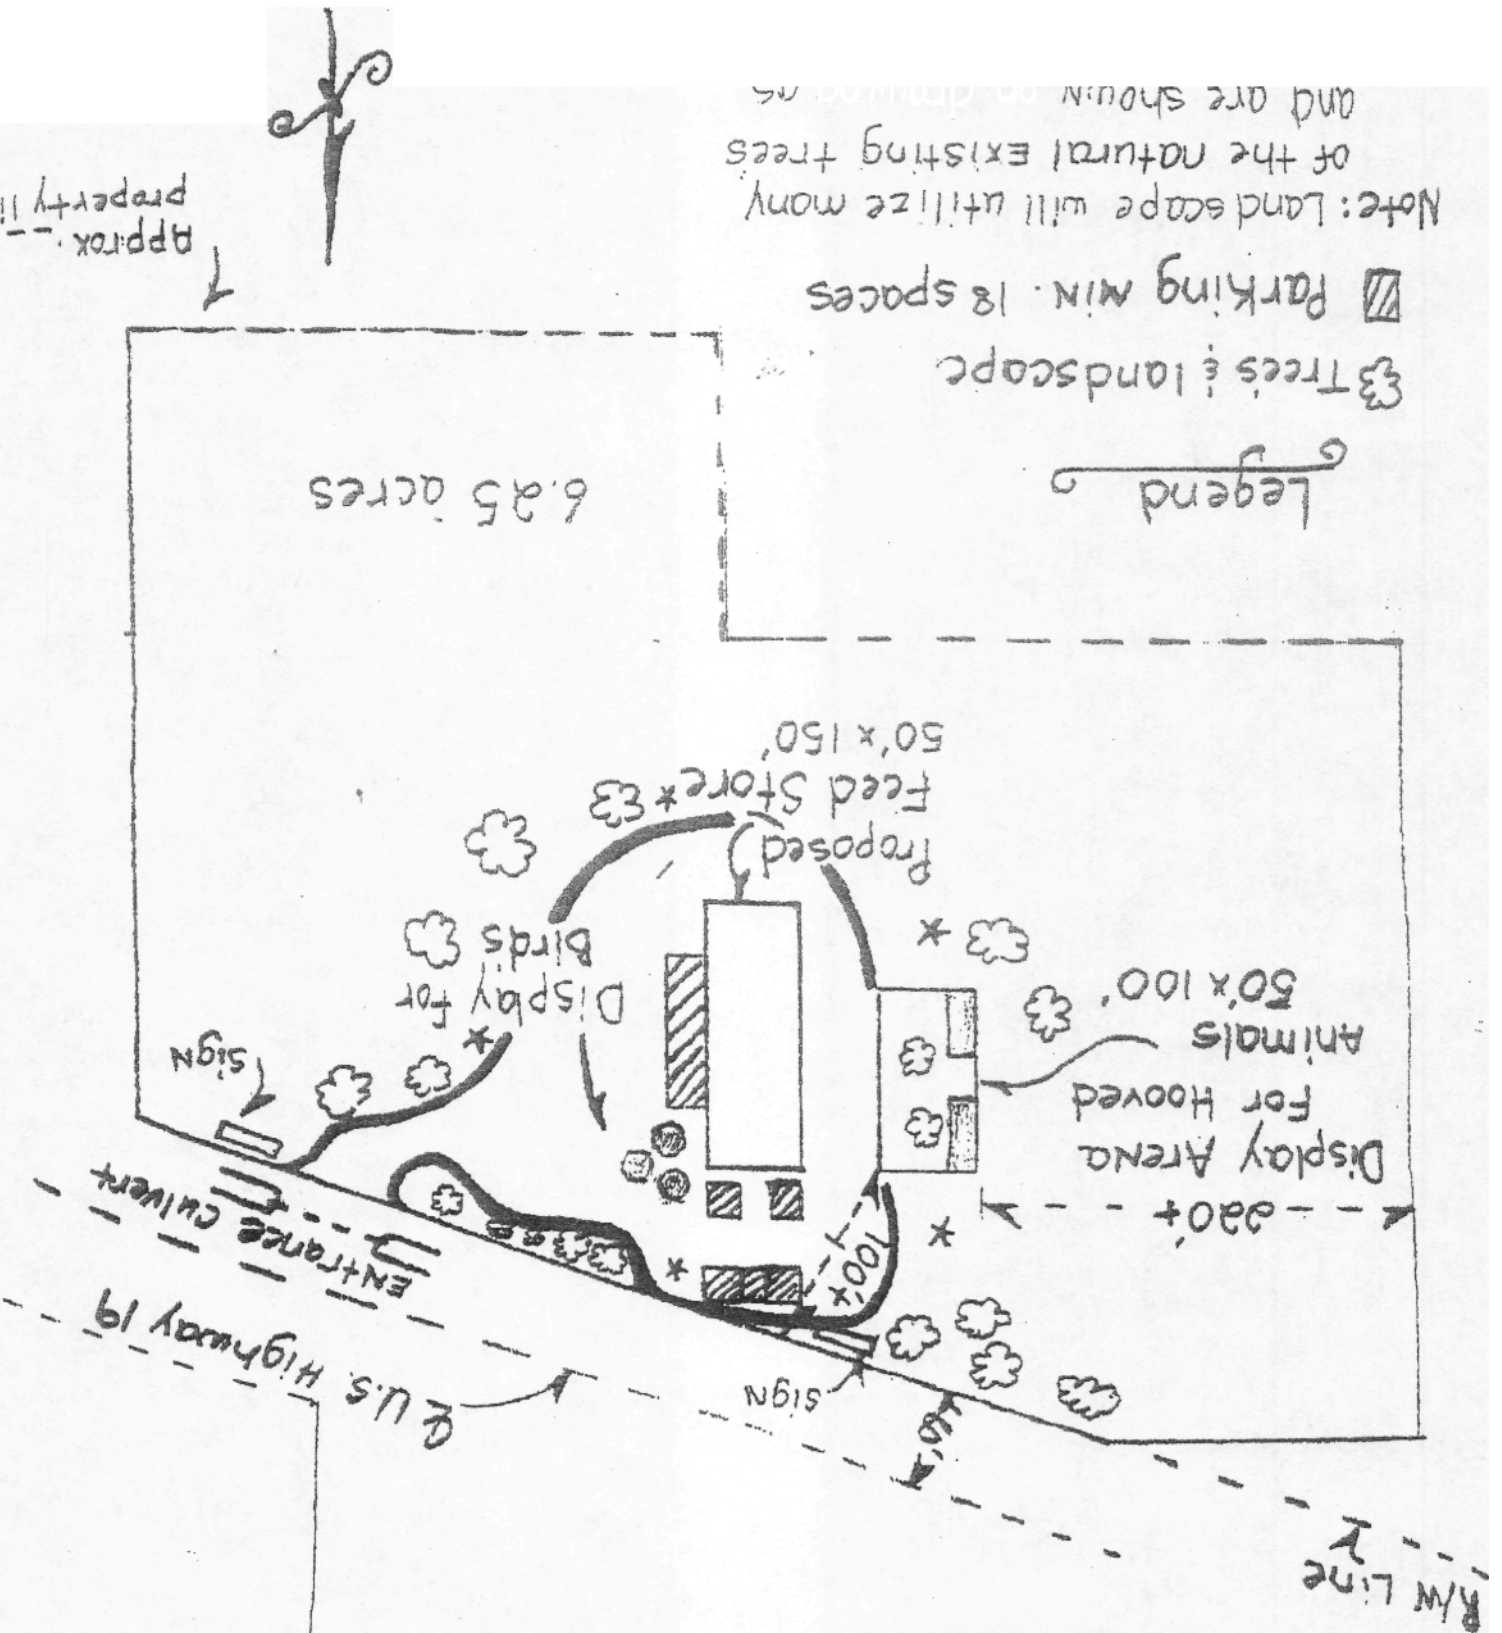 R/W Line
sign
℄ U.S. Highway 19
Entrance culvert
220'±
100'±
Display Arena
For Hooved
Animals
50'x100'
sign
Display for
Birds
Proposed
Feed Store
50'x150'
Legend
Trees & landscape
Parking MIN. 18 spaces
Note: Landscape will utilize many
of the natural Existing trees
and are shown on drawing as
6.25 acres
Approx.
property li